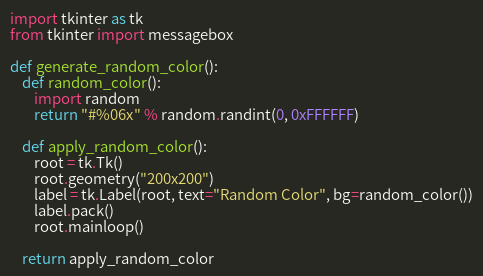 import tkinter as tk
from tkinter import messagebox

def generate_random_color():
    def random_color():
        import random
        return "#%06x" % random.randint(0, 0xFFFFFF)

    def apply_random_color():
        root = tk.Tk()
        root.geometry("200x200")
        label = tk.Label(root, text="Random Color", bg=random_color())
        label.pack()
        root.mainloop()

    return apply_random_color